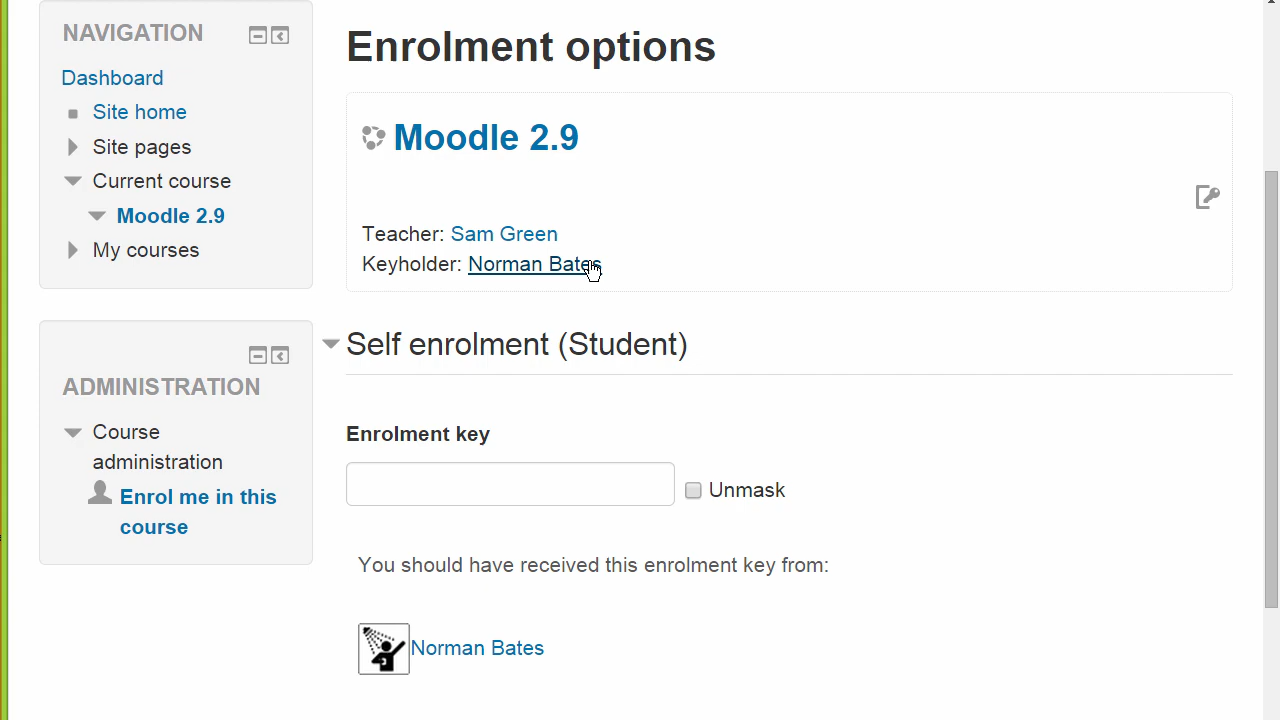 NAVIGATION
Dashboard
Site home
Site pages
Current course
Moodle 2.9
My courses
ADMINISTRATION
Course
administration
Enrol me in this
course
Enrolment options
Moodle 2.9
Teacher: Sam Green
Keyholder: Norman Bates
Self enrolment (Student)
Enrolment key
Unmask
You should have received this enrolment key from:
Norman Bates